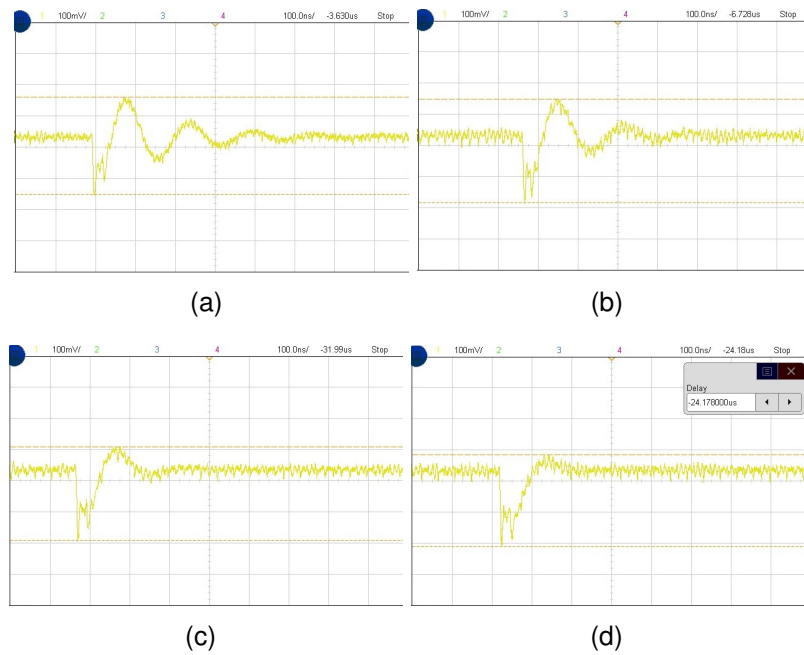 1 100mV/ 2 3 4 100.0ns/ -3.630us Stop
1 100mV/ 2 3 4 100.0ns/ -6.728us Stop
(a)
(b)
1 100mV/ 2 3 4 100.0ns/ -31.99us Stop
1 100mV/ 2 3 4 100.0ns/ -24.18us Stop
Delay
-24.178000us
(c)
(d)